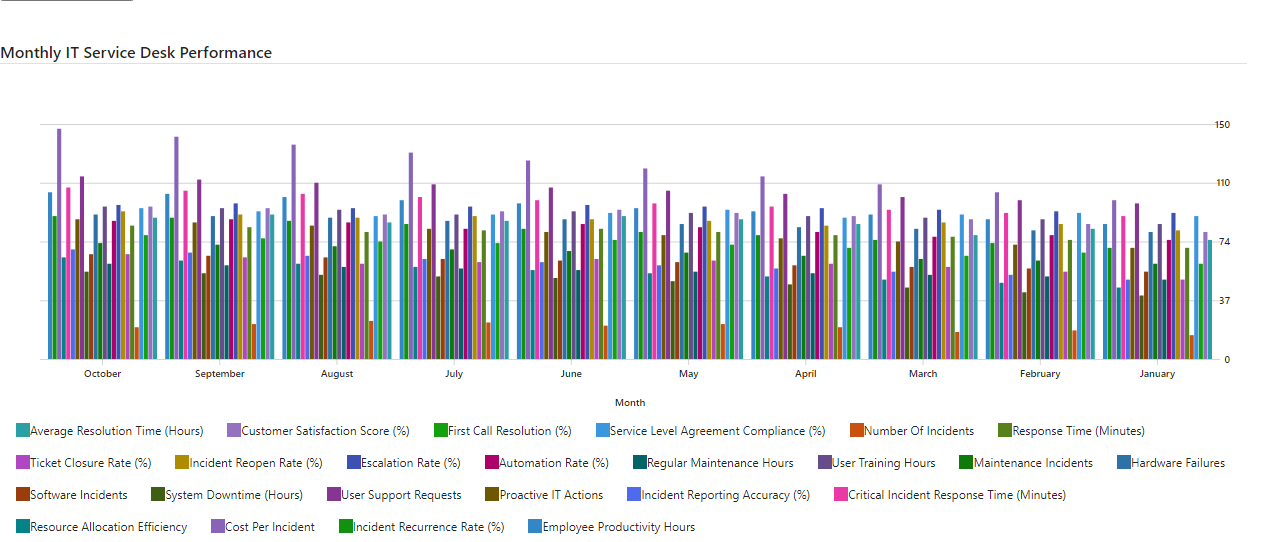 Monthly IT Service Desk Performance
150
110
74
37
0
October September August July June May April March February January
Month
Average Resolution Time (Hours) Customer Satisfaction Score (%) First Call Resolution (%) Service Level Agreement Compliance (%) Number Of Incidents Response Time (Minutes)
Ticket Closure Rate (%) Incident Reopen Rate (%) Escalation Rate (%) Automation Rate (%) Regular Maintenance Hours User Training Hours Maintenance Incidents Hardware Failures
Software Incidents System Downtime (Hours) User Support Requests Proactive IT Actions Incident Reporting Accuracy (%) Critical Incident Response Time (Minutes)
Resource Allocation Efficiency Cost Per Incident Incident Recurrence Rate (%) Employee Productivity Hours